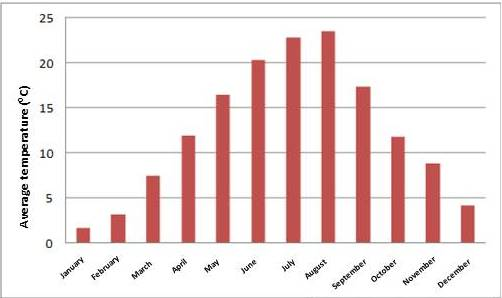 Average temperature (°C)
25
20
15
10
5
0
January
February
March
April
May
June
July
August
September
October
November
December